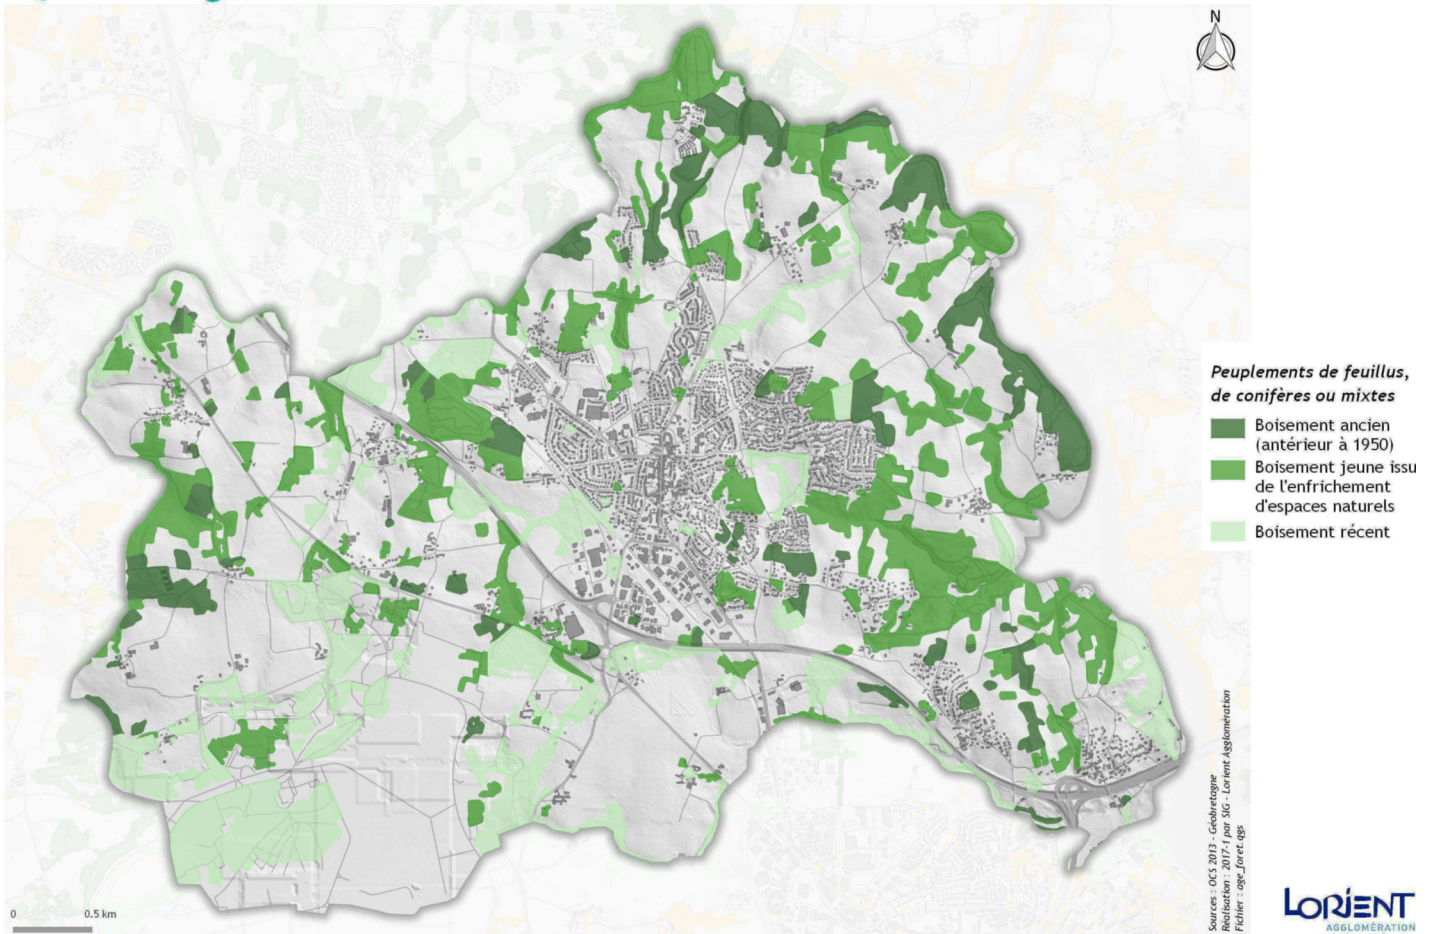 N
Peuplements de feuillus,
de conifères ou mixtes
Boisement ancien
(antérieur à 1950)
Boisement jeune issu
de l'enfrichement
d'espaces naturels
Boisement récent
Sources : OCS 2013 - Géobretagne
Réalisation : 2017-1 par SIG - Lorient Agglomération
Fichier : age_foret.qgs
0 0.5 km
LORIENT
AGGLOMÉRATION